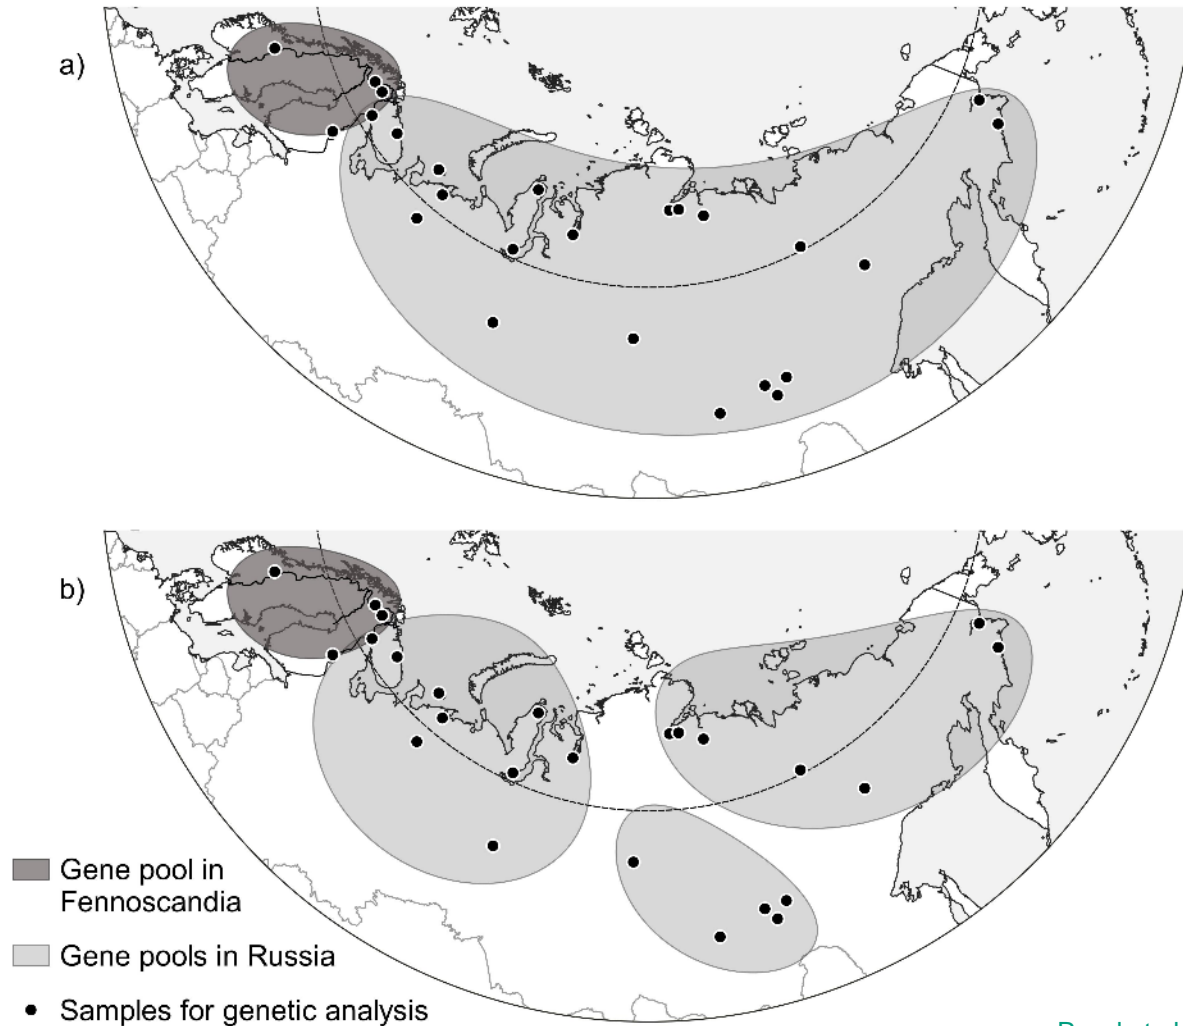 a)
b)
Gene pool in
Fennoscandia
Gene pools in Russia
Samples for genetic analysis